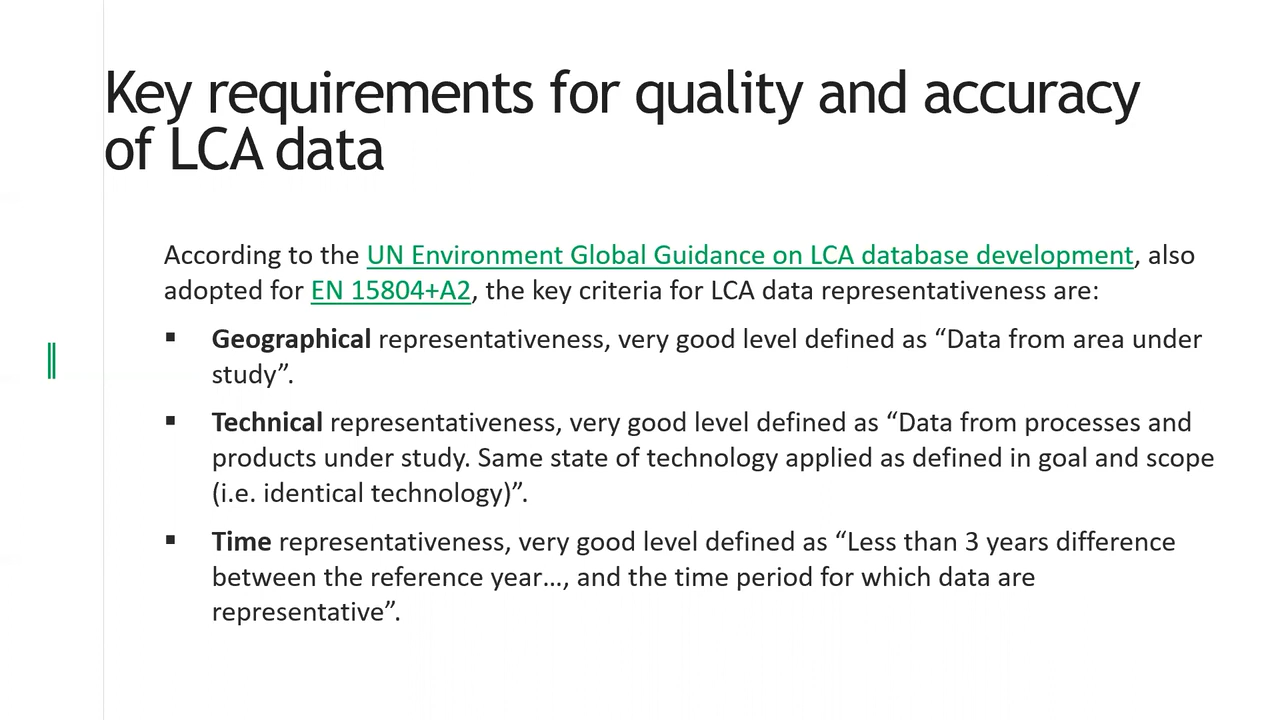 Key requirements for quality and accuracy
of LCA data
According to the UN Environment Global Guidance on LCA database development, also
adopted for EN 15804+A2, the key criteria for LCA data representativeness are:
▪ Geographical representativeness, very good level defined as “Data from area under
study”.
▪ Technical representativeness, very good level defined as “Data from processes and
products under study. Same state of technology applied as defined in goal and scope
(i.e. identical technology)”.
▪ Time representativeness, very good level defined as “Less than 3 years difference
between the reference year…, and the time period for which data are
representative”.